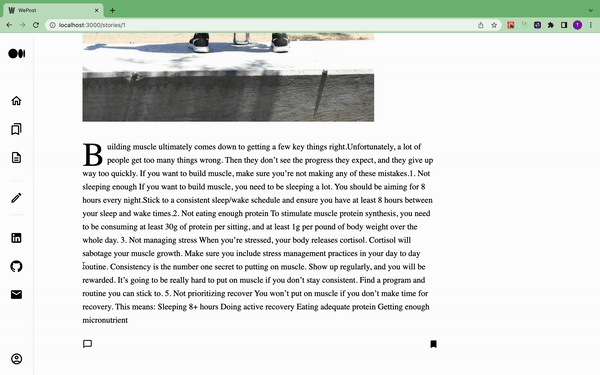 WePost
localhost:3000/stories/1
T
Building muscle ultimately comes down to getting a few key things right.Unfortunately, a lot of
people get too many things wrong. Then they don't see the progress they expect, and they give up
way too quickly. If you want to build muscle, make sure you're not making any of these mistakes.1. Not
sleeping enough If you want to build muscle, you need to be sleeping a lot. You should be aiming for 8
hours every night.Stick to a consistent sleep/wake schedule and ensure you have at least 8 hours between
your sleep and wake times.2. Not eating enough protein To stimulate muscle protein synthesis, you need
to be consuming at least 30g of protein per sitting, and at least 1g per pound of body weight over the
whole day. 3. Not managing stress When you're stressed, your body releases cortisol. Cortisol will
sabotage your muscle growth. Make sure you include stress management practices in your day to day
routine. Consistency is the number one secret to putting on muscle. Show up regularly, and you will be
rewarded. It's going to be really hard to put on muscle if you don't stay consistent. Find a program and
routine you can stick to. 5. Not prioritizing recover You won't put on muscle if you don't make time for
recovery. This means: Sleeping 8+ hours Doing active recovery Eating adequate protein Getting enough
micronutrient